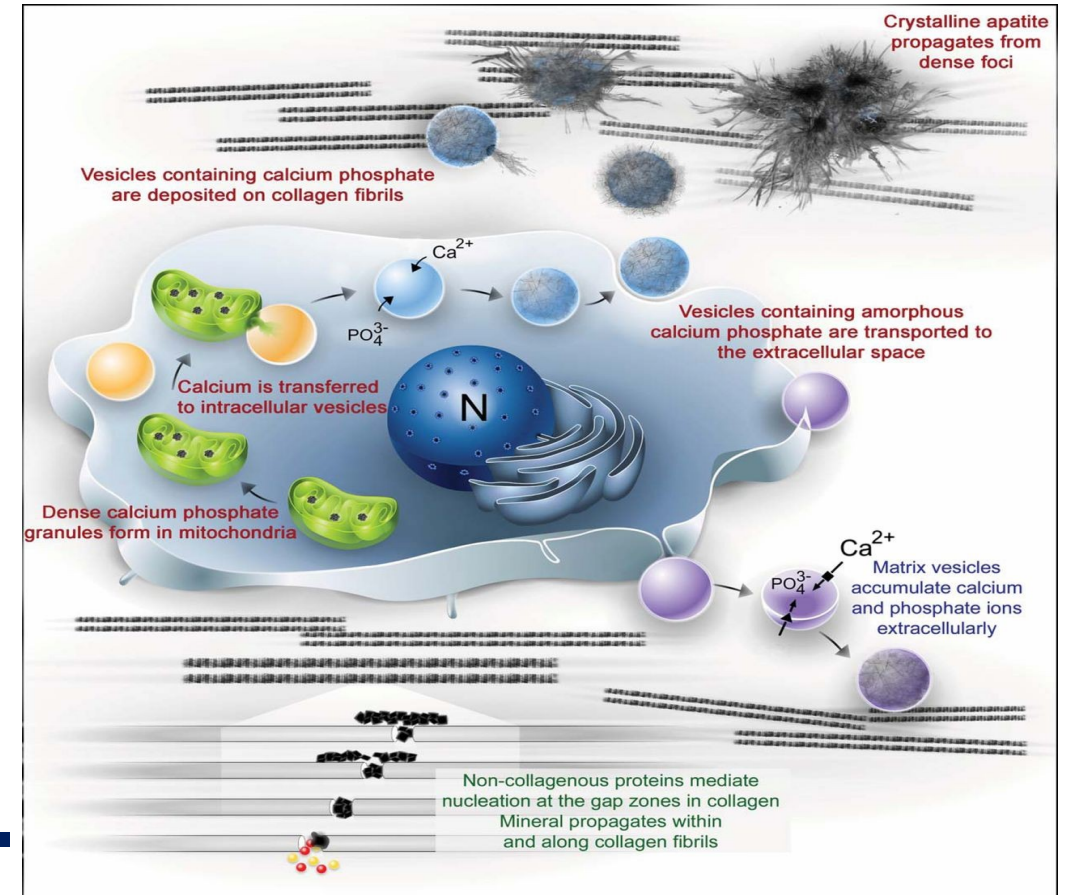 Crystalline apatite
propagates from
dense foci
Vesicles containing calcium phosphate
are deposited on collagen fibrils
Ca2+
PO43-
Vesicles containing amorphous
calcium phosphate are transported to
the extracellular space
Calcium is transferred
to intracellular vesicles
N
Dense calcium phosphate
granules form in mitochondria
Ca2+
PO43-
Matrix vesicles
accumulate calcium
and phosphate ions
extracellularly
Non-collagenous proteins mediate
nucleation at the gap zones in collagen
Mineral propagates within
and along collagen fibrils